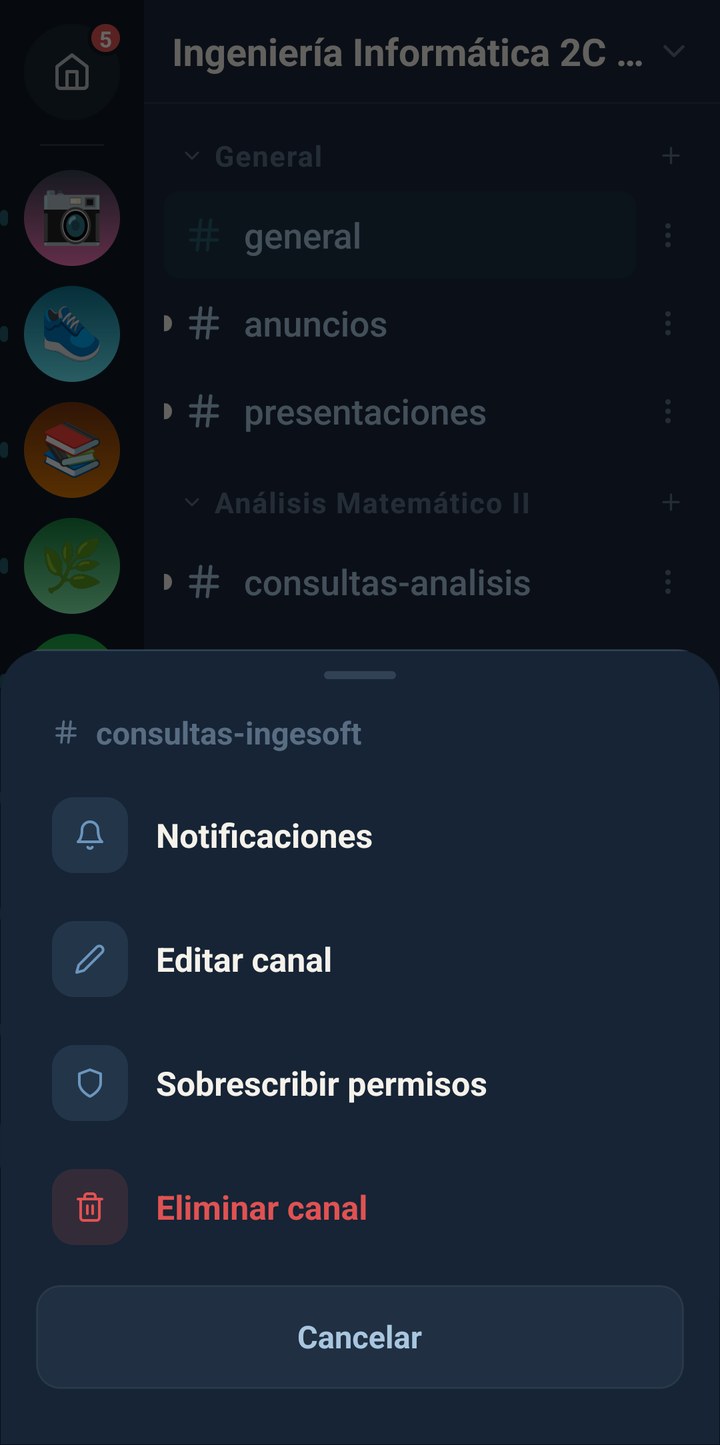 5
Ingeniería Informática 2C ...
General
# general
# anuncios
# presentaciones
Análisis Matemático II
# consultas-analisis
# consultas-ingesoft
Notificaciones
Editar canal
Sobrescribir permisos
Eliminar canal
Cancelar